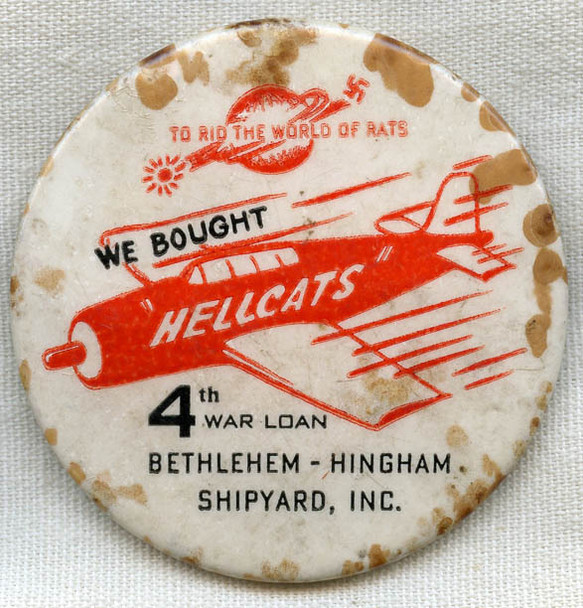 TO RID THE WORLD OF RATS
WE BOUGHT
"HELLCATS"
4th WAR LOAN
BETHLEHEM - HINGHAM
SHIPYARD, INC.